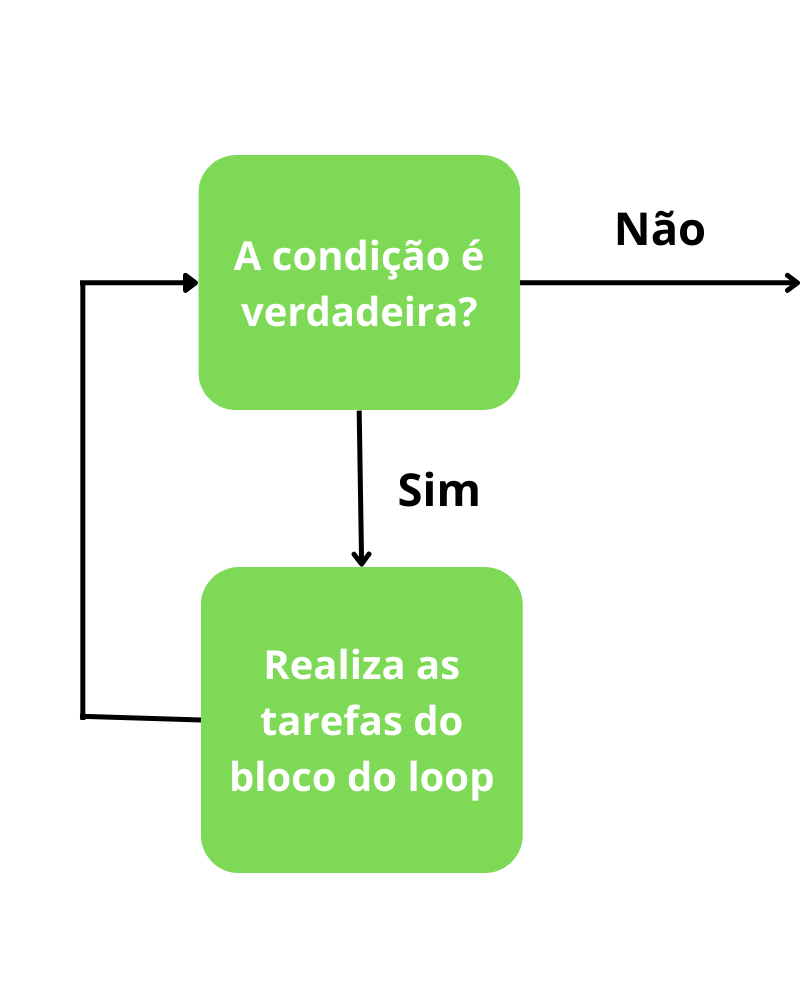 A condição é
verdadeira?
Não
Sim
Realiza as
tarefas do
bloco do loop